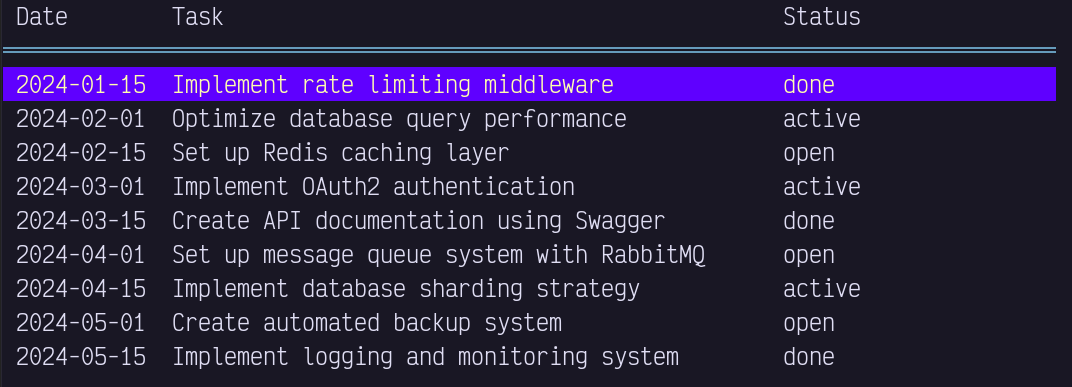 Date Task Status
2024-01-15 Implement rate limiting middleware done
2024-02-01 Optimize database query performance active
2024-02-15 Set up Redis caching layer open
2024-03-01 Implement OAuth2 authentication active
2024-03-15 Create API documentation using Swagger done
2024-04-01 Set up message queue system with RabbitMQ open
2024-04-15 Implement database sharding strategy active
2024-05-01 Create automated backup system open
2024-05-15 Implement logging and monitoring system done